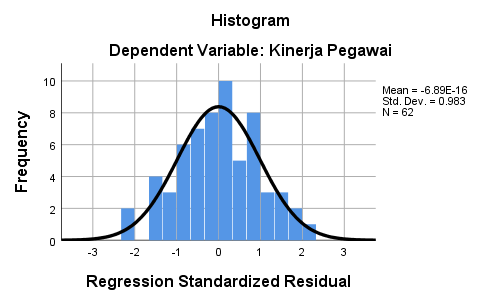 Histogram
Dependent Variable: Kinerja Pegawai
Mean = -6.89E-16
Std. Dev. = 0.983
N = 62
Frequency
10
8
6
4
2
0
-3 -2 -1 0 1 2 3
Regression Standardized Residual